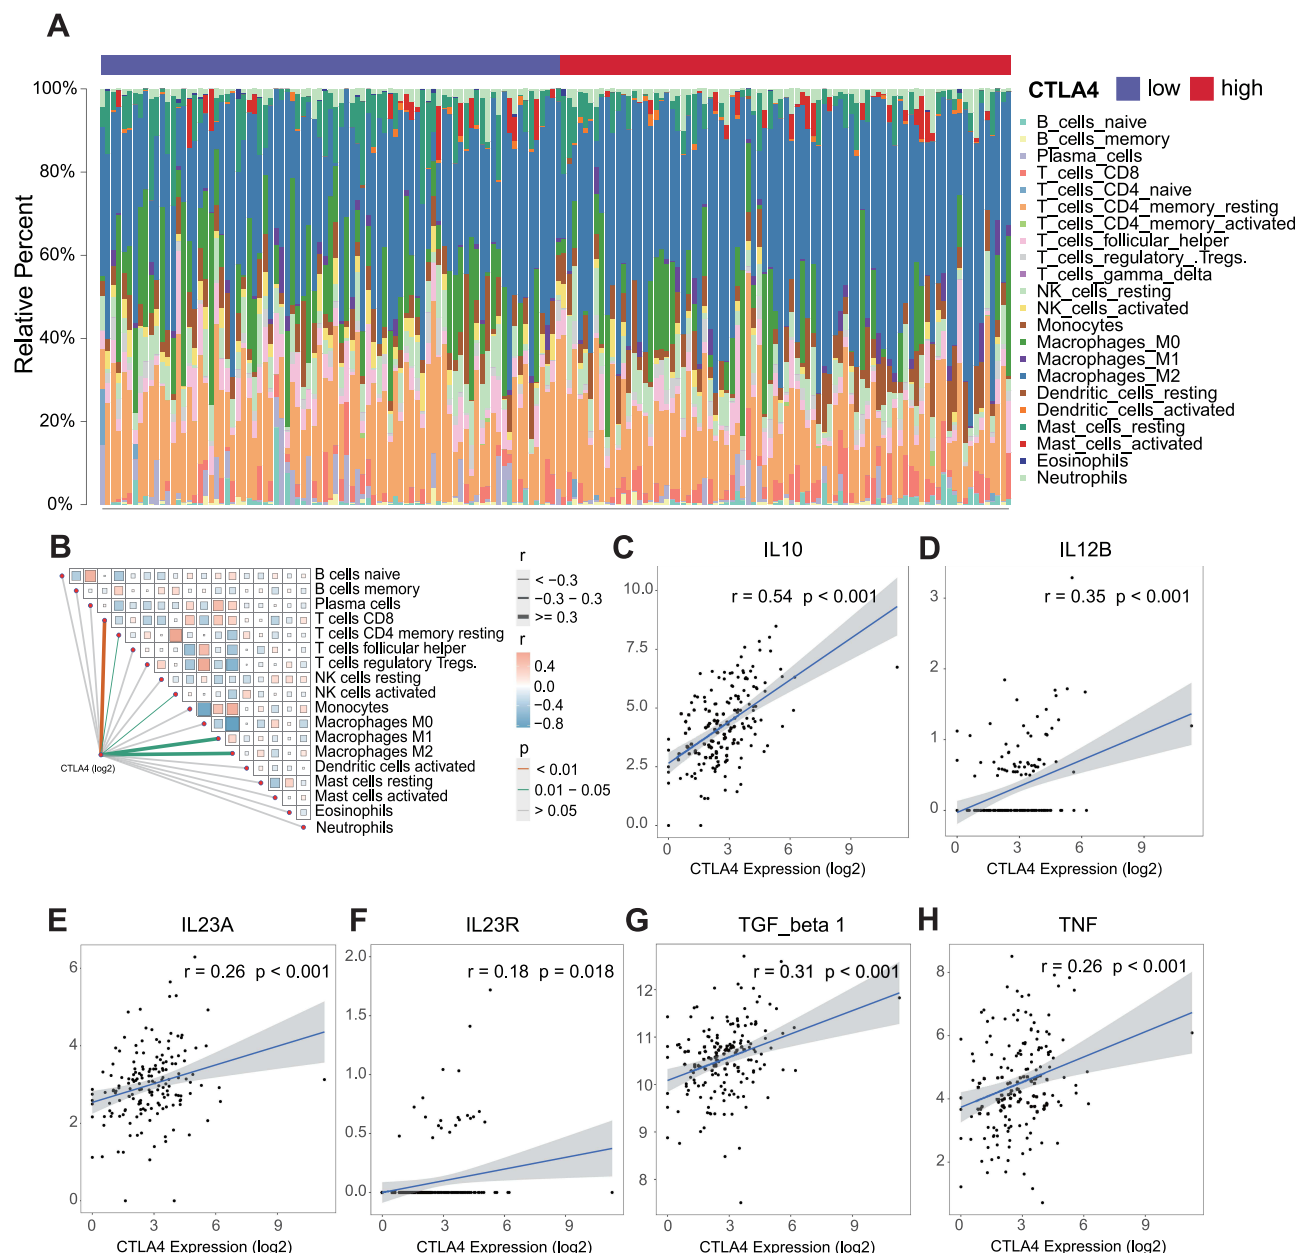 A
CTLA4 low high
100%
80%
60%
40%
20%
0%
Relative Percent
B_cells_naive
B_cells_memory
Plasma_cells
T_cells_CD8
T_cells_CD4_naive
T_cells_CD4_memory_resting
T_cells_CD4_memory_activated
T_cells_follicular_helper
T_cells_regulatory_.Tregs.
T_cells_gamma_delta
NK_cells_resting
NK_cells_activated
Monocytes
Macrophages_M0
Macrophages_M1
Macrophages_M2
Dendritic_cells_resting
Dendritic_cells_activated
Mast_cells_resting
Mast_cells_activated
Eosinophils
Neutrophils
B
B cells naive
B cells memory
Plasma cells
T cells CD8
T cells CD4 memory resting
T cells follicular helper
T cells regulatory Tregs.
NK cells resting
NK cells activated
Monocytes
Macrophages M0
Macrophages M1
Macrophages M2
Dendritic cells activated
Mast cells resting
Mast cells activated
Eosinophils
Neutrophils
CTLA4 (log2)
r
< −0.3
−0.3 − 0.3
>= 0.3
r
0.4
0.0
−0.4
−0.8
p
< 0.01
0.01 − 0.05
> 0.05
C
IL10
r = 0.54 p < 0.001
10.0
7.5
5.0
2.5
0.0
0 3 6 9
CTLA4 Expression (log2)
D
IL12B
r = 0.35 p < 0.001
3
2
1
0
0 3 6 9
CTLA4 Expression (log2)
E
IL23A
r = 0.26 p < 0.001
6
4
2
0
0 3 6 9
CTLA4 Expression (log2)
F
IL23R
r = 0.18 p = 0.018
2.0
1.5
1.0
0.5
0.0
0 3 6 9
CTLA4 Expression (log2)
G
TGF_beta 1
r = 0.31 p < 0.001
12
11
10
9
8
0 3 6 9
CTLA4 Expression (log2)
H
TNF
r = 0.26 p < 0.001
8
6
4
2
0 3 6 9
CTLA4 Expression (log2)